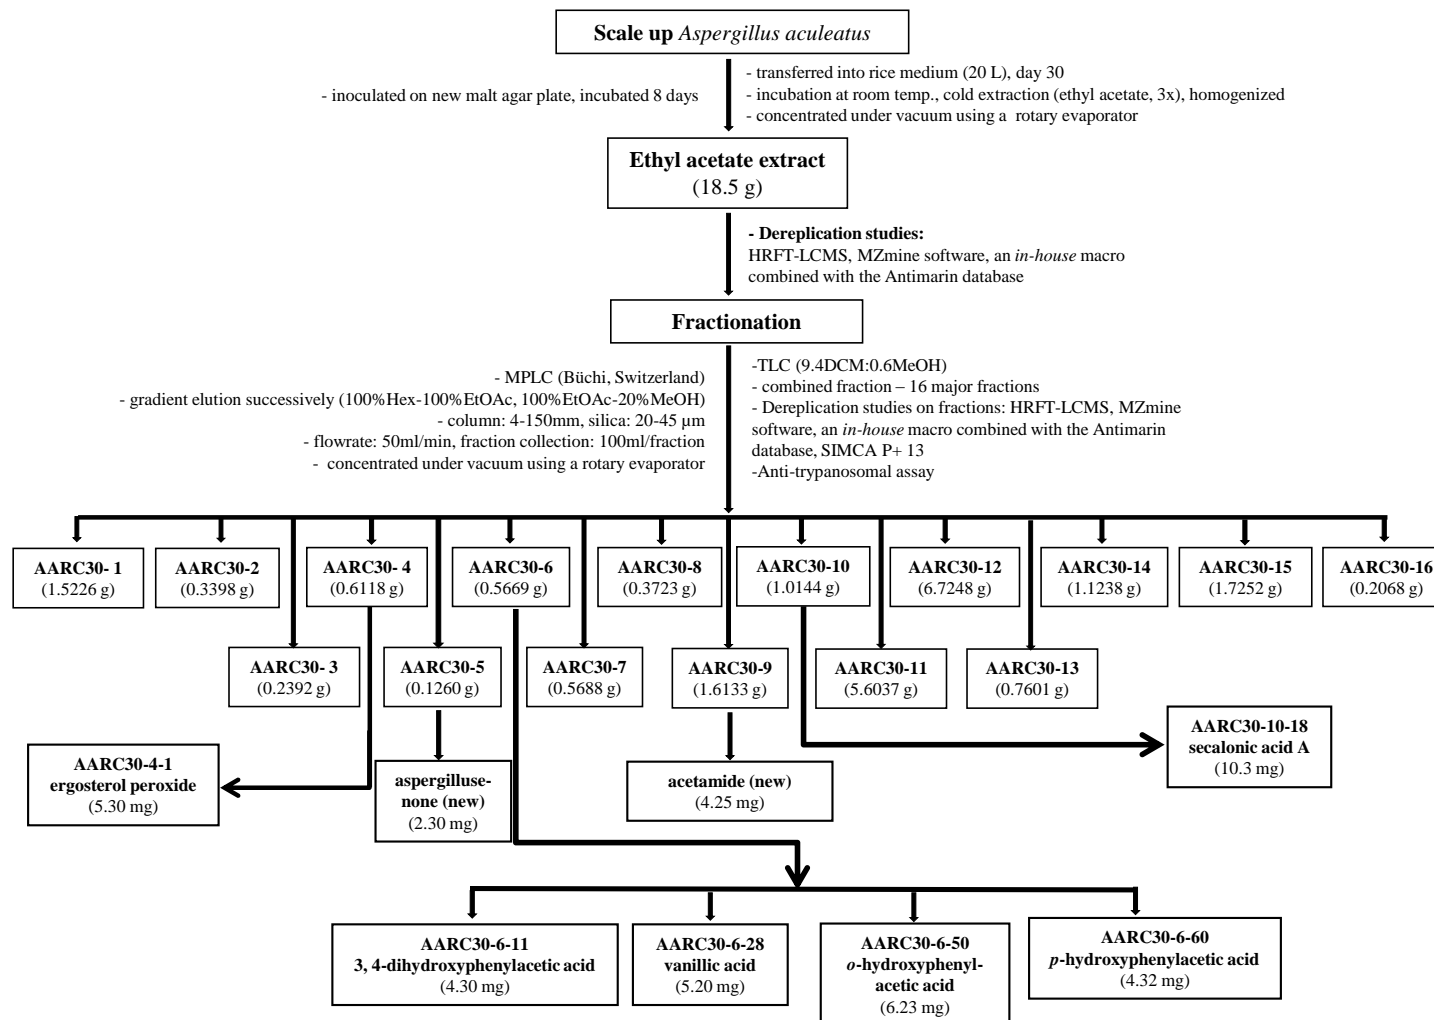 Scale up Aspergillus aculeatus
- inoculated on new malt agar plate, incubated 8 days
- transferred into rice medium (20 L), day 30
- incubation at room temp., cold extraction (ethyl acetate, 3x), homogenized
- concentrated under vacuum using a rotary evaporator
Ethyl acetate extract
(18.5 g)
- Dereplication studies:
HRFT-LCMS, MZmine software, an in-house macro
combined with the Antimarin database
Fractionation
- MPLC (Büchi, Switzerland)
- gradient elution successively (100%Hex-100%EtOAc, 100%EtOAc-20%MeOH)
- column: 4-150mm, silica: 20-45 µm
- flowrate: 50ml/min, fraction collection: 100ml/fraction
- concentrated under vacuum using a rotary evaporator
-TLC (9.4DCM:0.6MeOH)
- combined fraction – 16 major fractions
- Dereplication studies on fractions: HRFT-LCMS, MZmine
software, an in-house macro combined with the Antimarin
database, SIMCA P+ 13
-Anti-trypanosomal assay
AARC30- 1
(1.5226 g)
AARC30-2
(0.3398 g)
AARC30- 4
(0.6118 g)
AARC30-6
(0.5669 g)
AARC30-8
(0.3723 g)
AARC30-10
(1.0144 g)
AARC30-12
(6.7248 g)
AARC30-14
(1.1238 g)
AARC30-15
(1.7252 g)
AARC30-16
(0.2068 g)
AARC30- 3
(0.2392 g)
AARC30-5
(0.1260 g)
AARC30-7
(0.5688 g)
AARC30-9
(1.6133 g)
AARC30-11
(5.6037 g)
AARC30-13
(0.7601 g)
AARC30-4-1
ergosterol peroxide
(5.30 mg)
aspergilluse-
none (new)
(2.30 mg)
acetamide (new)
(4.25 mg)
AARC30-10-18
secalonic acid A
(10.3 mg)
AARC30-6-11
3, 4-dihydroxyphenylacetic acid
(4.30 mg)
AARC30-6-28
vanillic acid
(5.20 mg)
AARC30-6-50
o-hydroxyphenyl-
acetic acid
(6.23 mg)
AARC30-6-60
p-hydroxyphenylacetic acid
(4.32 mg)